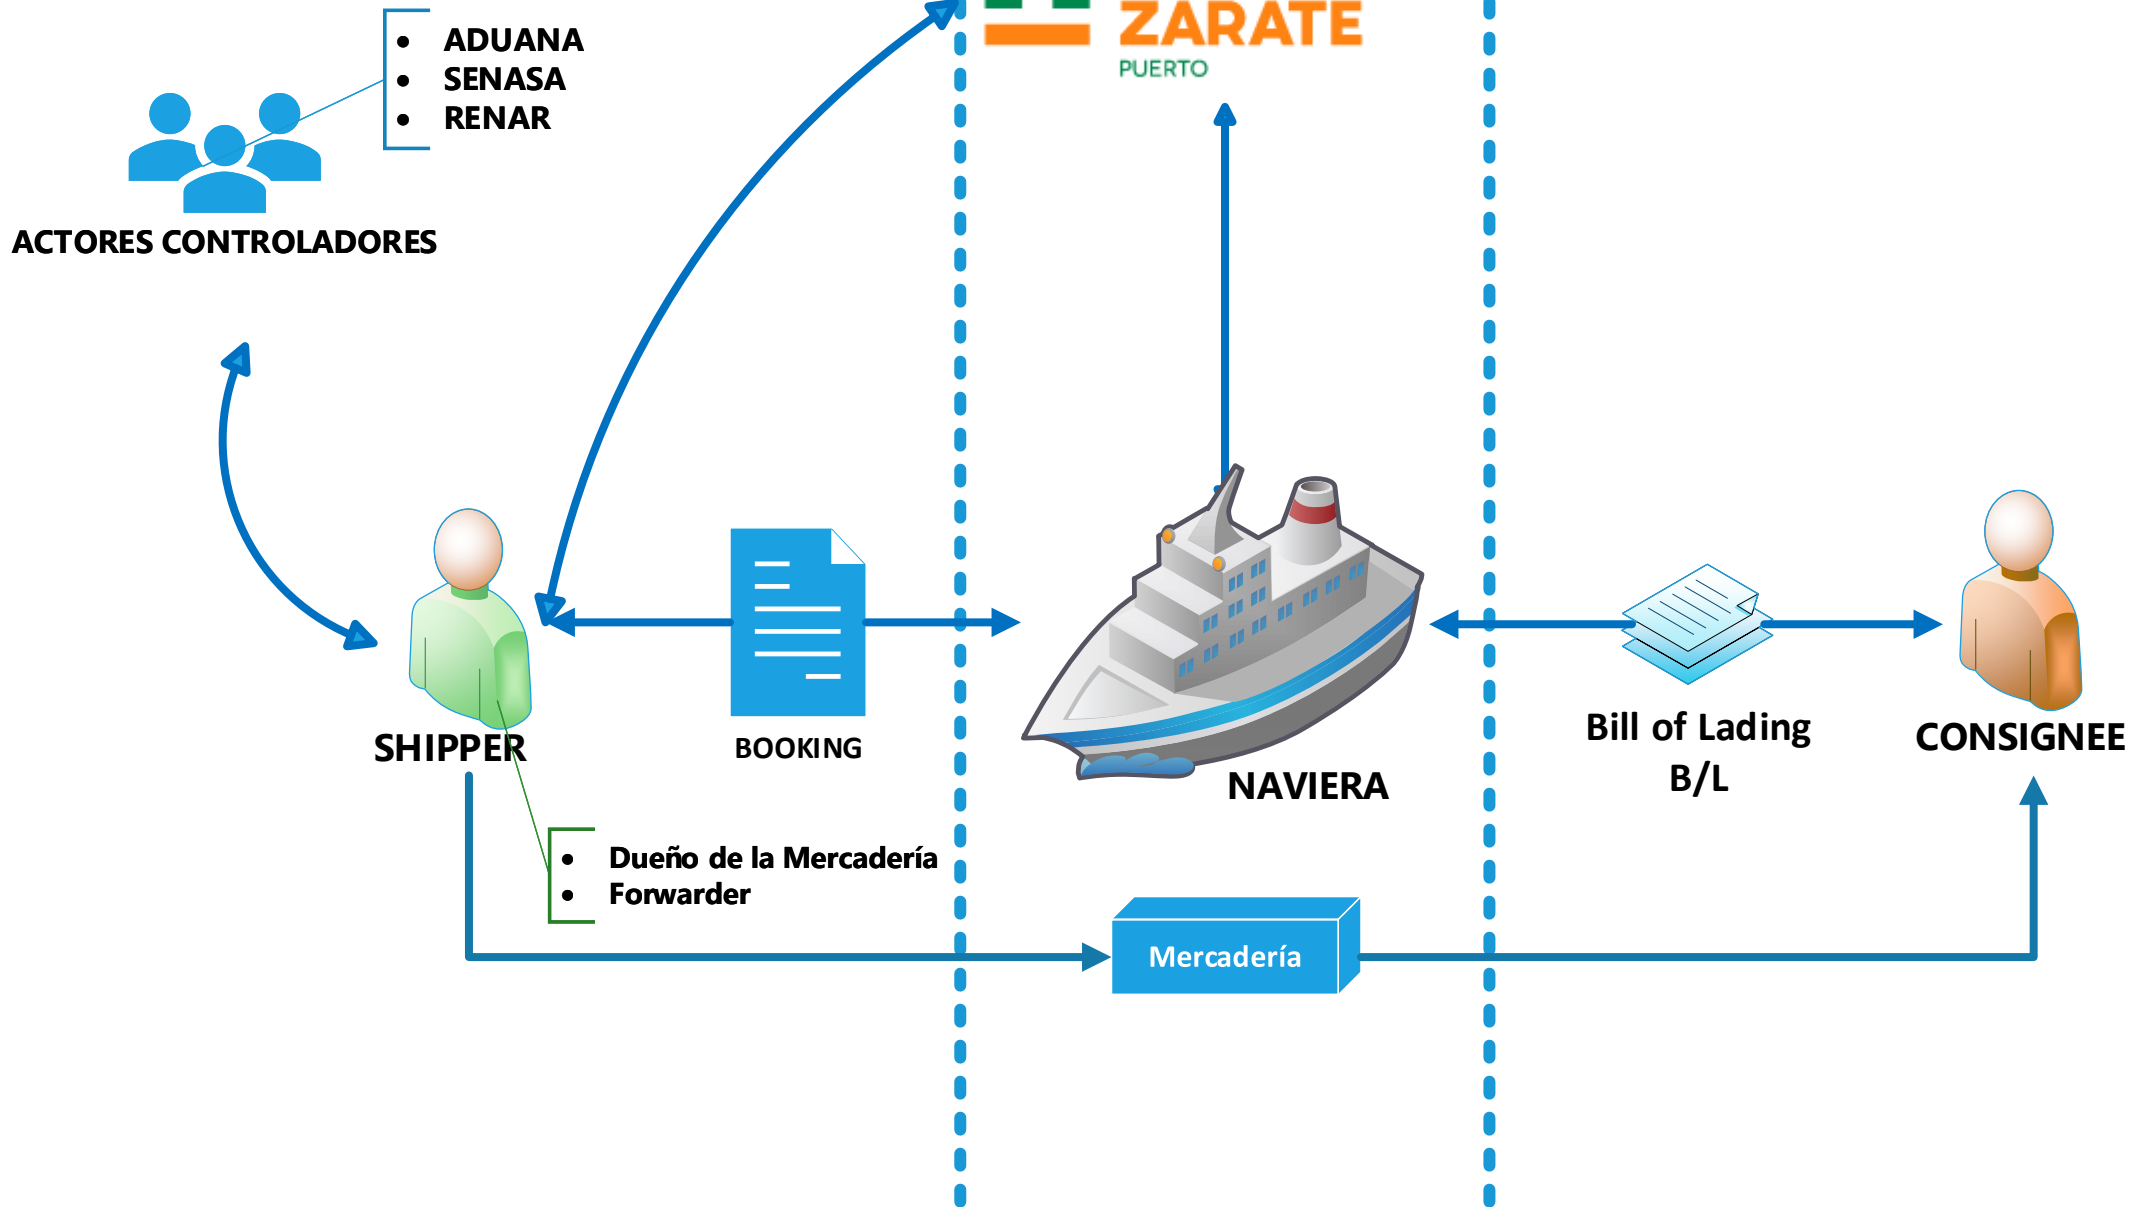 ZARATE
PUERTO
• ADUANA
• SENASA
• RENAR
ACTORES CONTROLADORES
SHIPPER
BOOKING
NAVIERA
Bill of Lading
B/L
CONSIGNEE
• Dueño de la Mercadería
• Forwarder
Mercadería